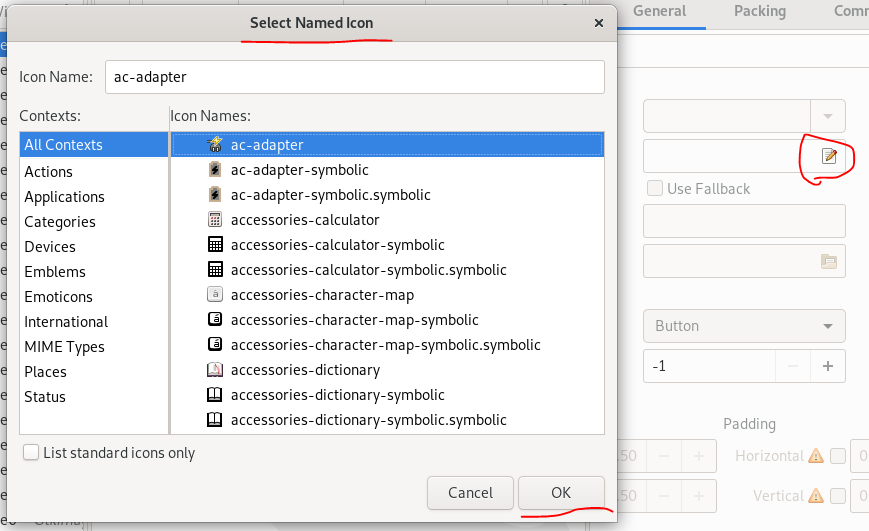 Select Named Icon
General
Packing
Icon Name:
ac-adapter
Contexts:
Icon Names:
All Contexts
Actions
Applications
Categories
Devices
Emblems
Emoticons
International
MIME Types
Places
Status
ac-adapter
ac-adapter-symbolic
ac-adapter-symbolic.symbolic
accessories-calculator
accessories-calculator-symbolic
accessories-calculator-symbolic.symbolic
accessories-character-map
accessories-character-map-symbolic
accessories-character-map-symbolic.symbolic
accessories-dictionary
accessories-dictionary-symbolic
accessories-dictionary-symbolic.symbolic
List standard icons only
Cancel
OK
Use Fallback
Button
-1
Padding
.50
Horizontal
0
.50
Vertical
0